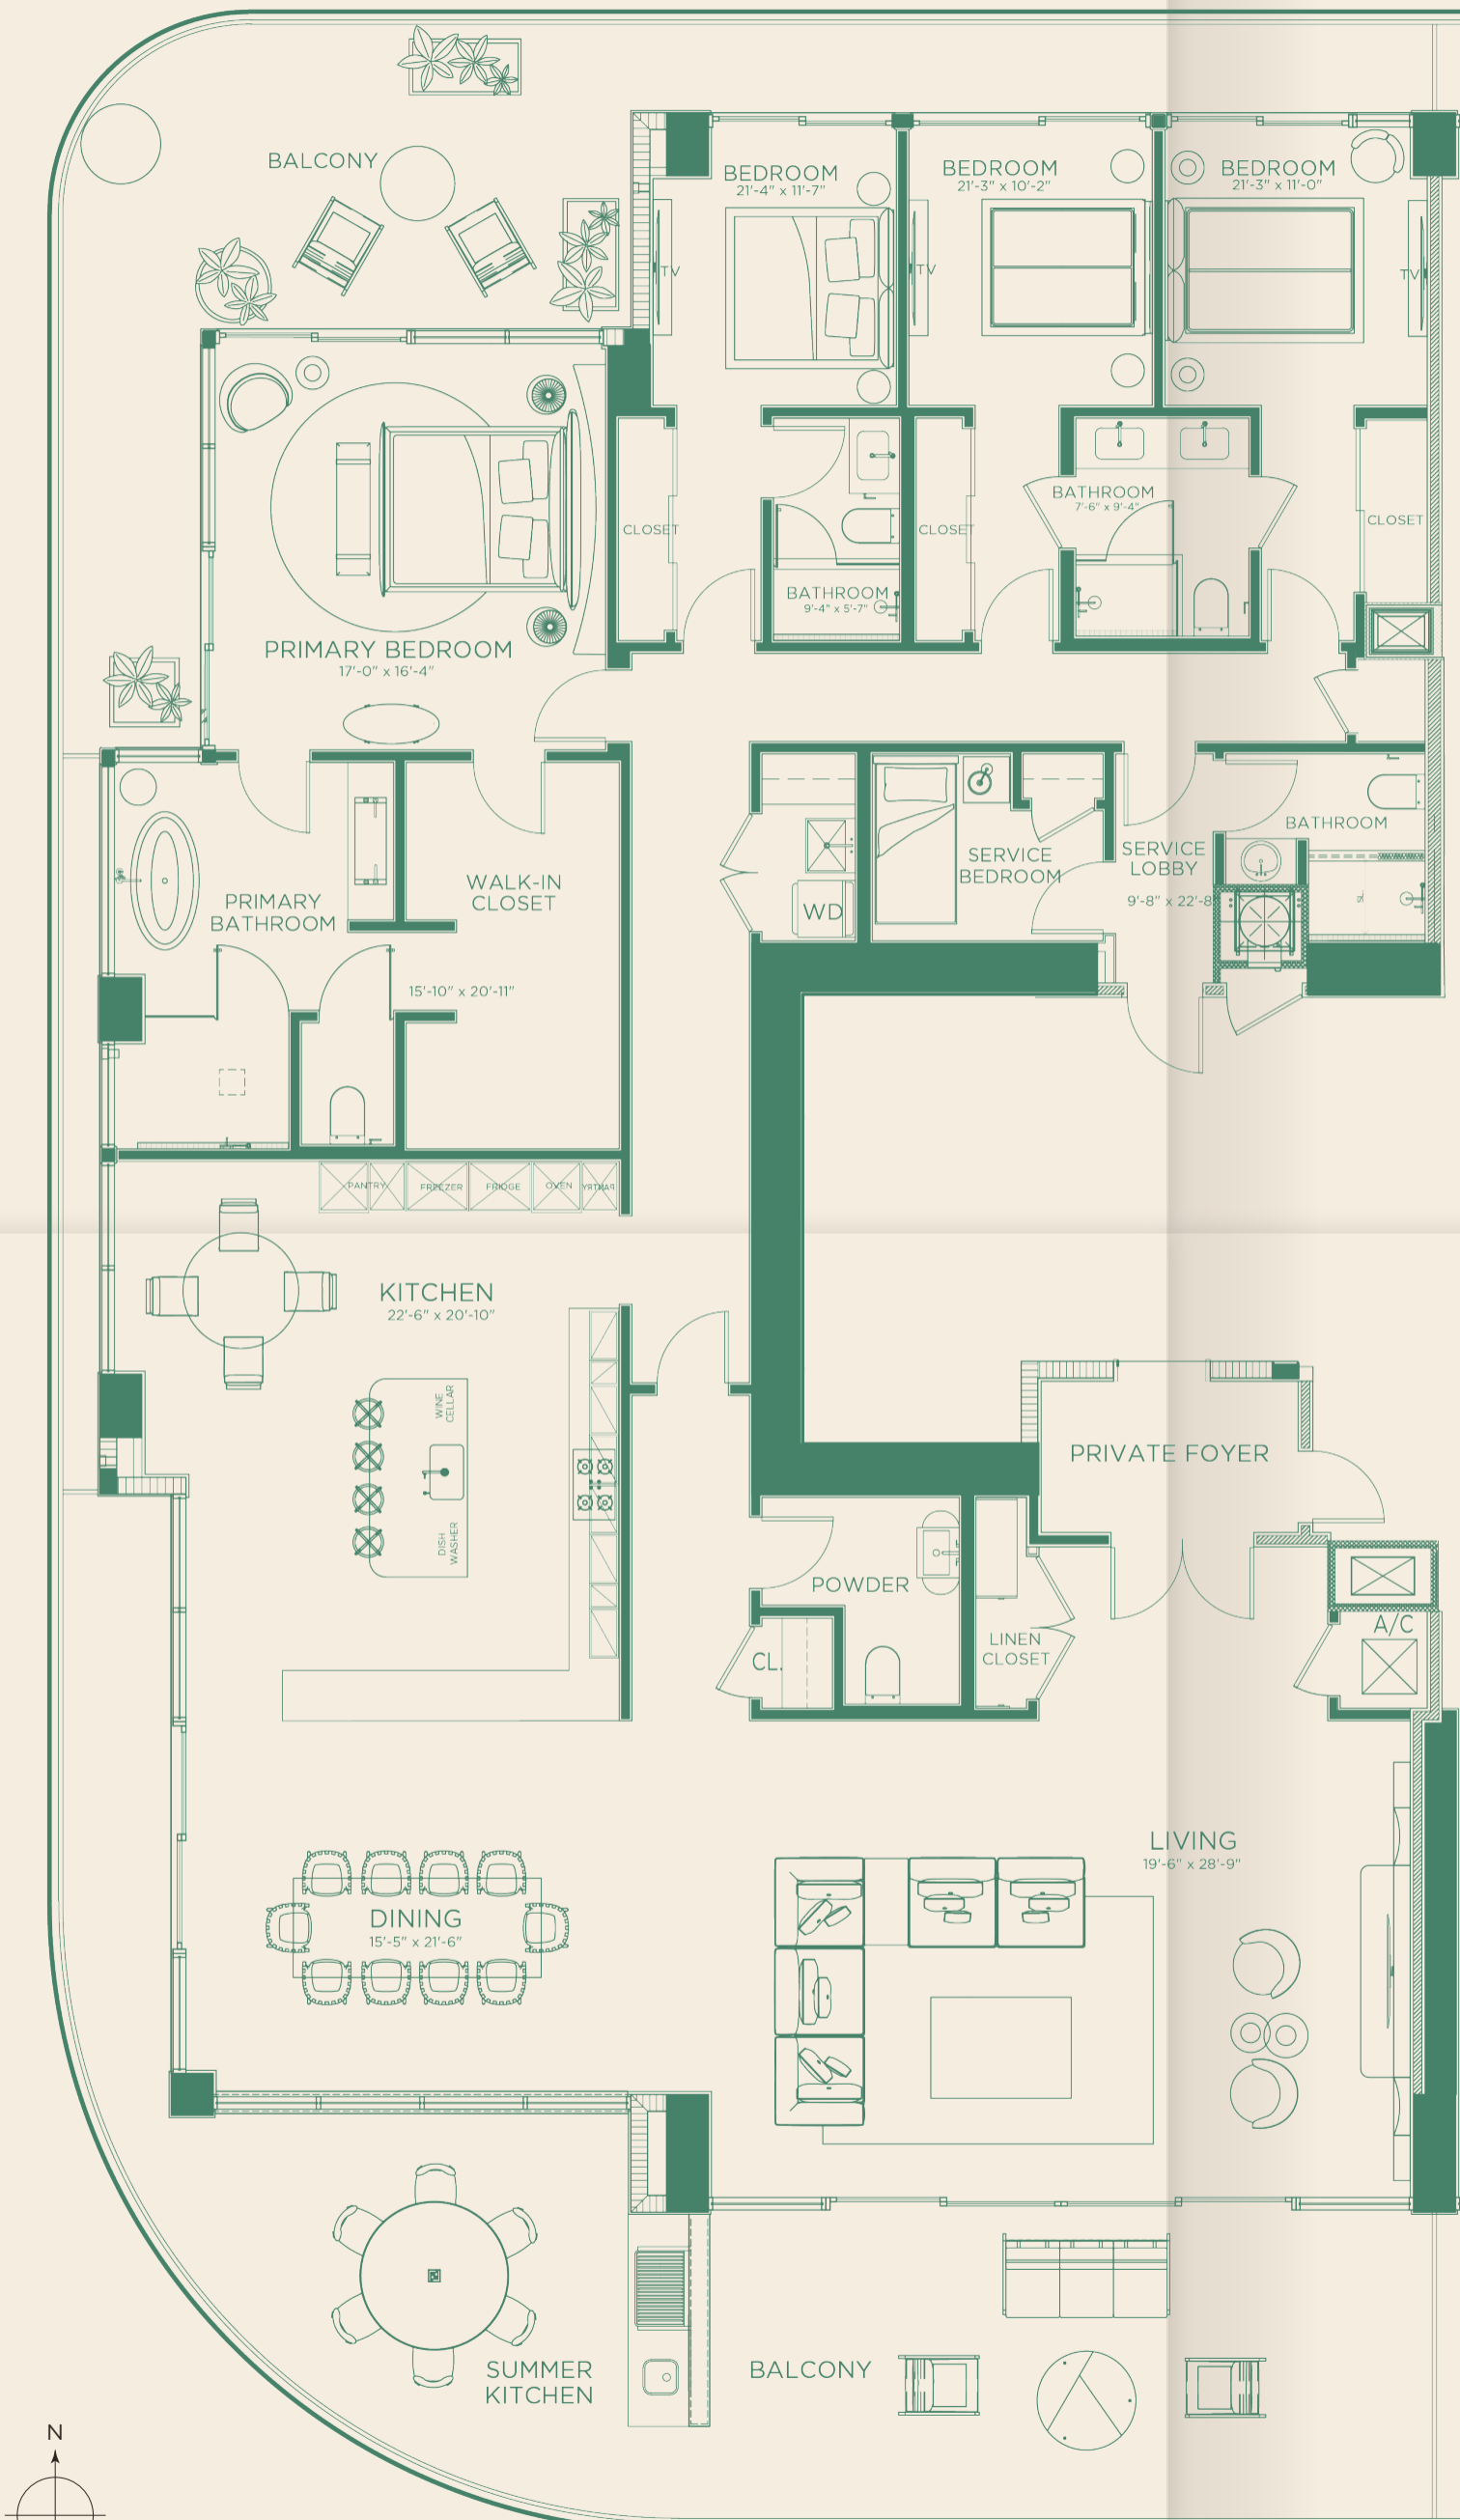 BALCONY
BEDROOM
21'-4" x 11'-7"
BEDROOM
21'-3" x 10'-2"
BEDROOM
21'-3" x 11'-0"
TV
TV
TV
CLOSET
BATHROOM
9'-4" x 5'-7"
CLOSET
BATHROOM
7'-6" x 9'-4"
CLOSET
PRIMARY BEDROOM
17'-0" x 16'-4"
PRIMARY
BATHROOM
WALK-IN
CLOSET
15'-10" x 20'-11"
WD
SERVICE
BEDROOM
SERVICE
LOBBY
9'-8" x 22'-8
BATHROOM
SL
PANTRY
FREEZER
FRIDGE
OVEN
PANTRY
KITCHEN
22'-6" x 20'-10"
WINE
CELLAR
DISH
WASHER
PRIVATE FOYER
POWDER
CL.
LINEN
CLOSET
A/C
LIVING
19'-6" x 28'-9"
DINING
15'-5" x 21'-6"
SUMMER
KITCHEN
BALCONY
N